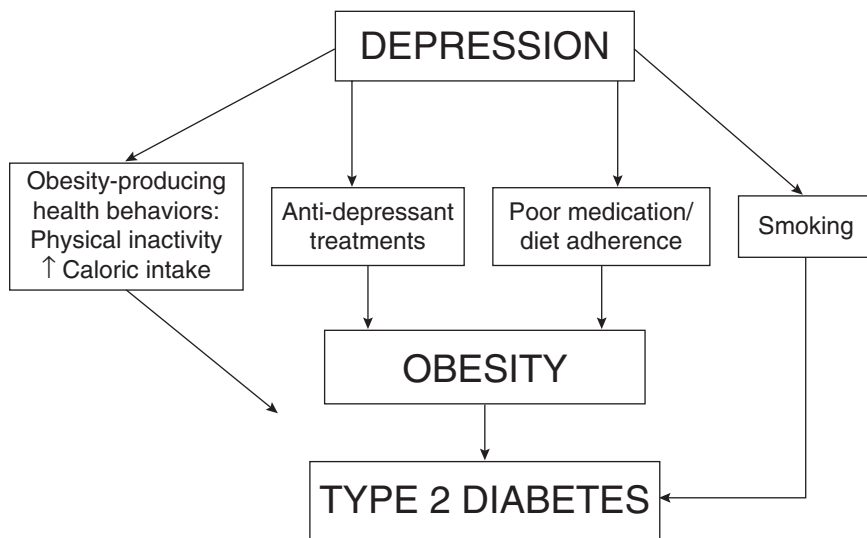 DEPRESSION
Obesity-producing
health behaviors:
Physical inactivity
↑ Caloric intake
Anti-depressant
treatments
Poor medication/
diet adherence
Smoking
OBESITY
TYPE 2 DIABETES